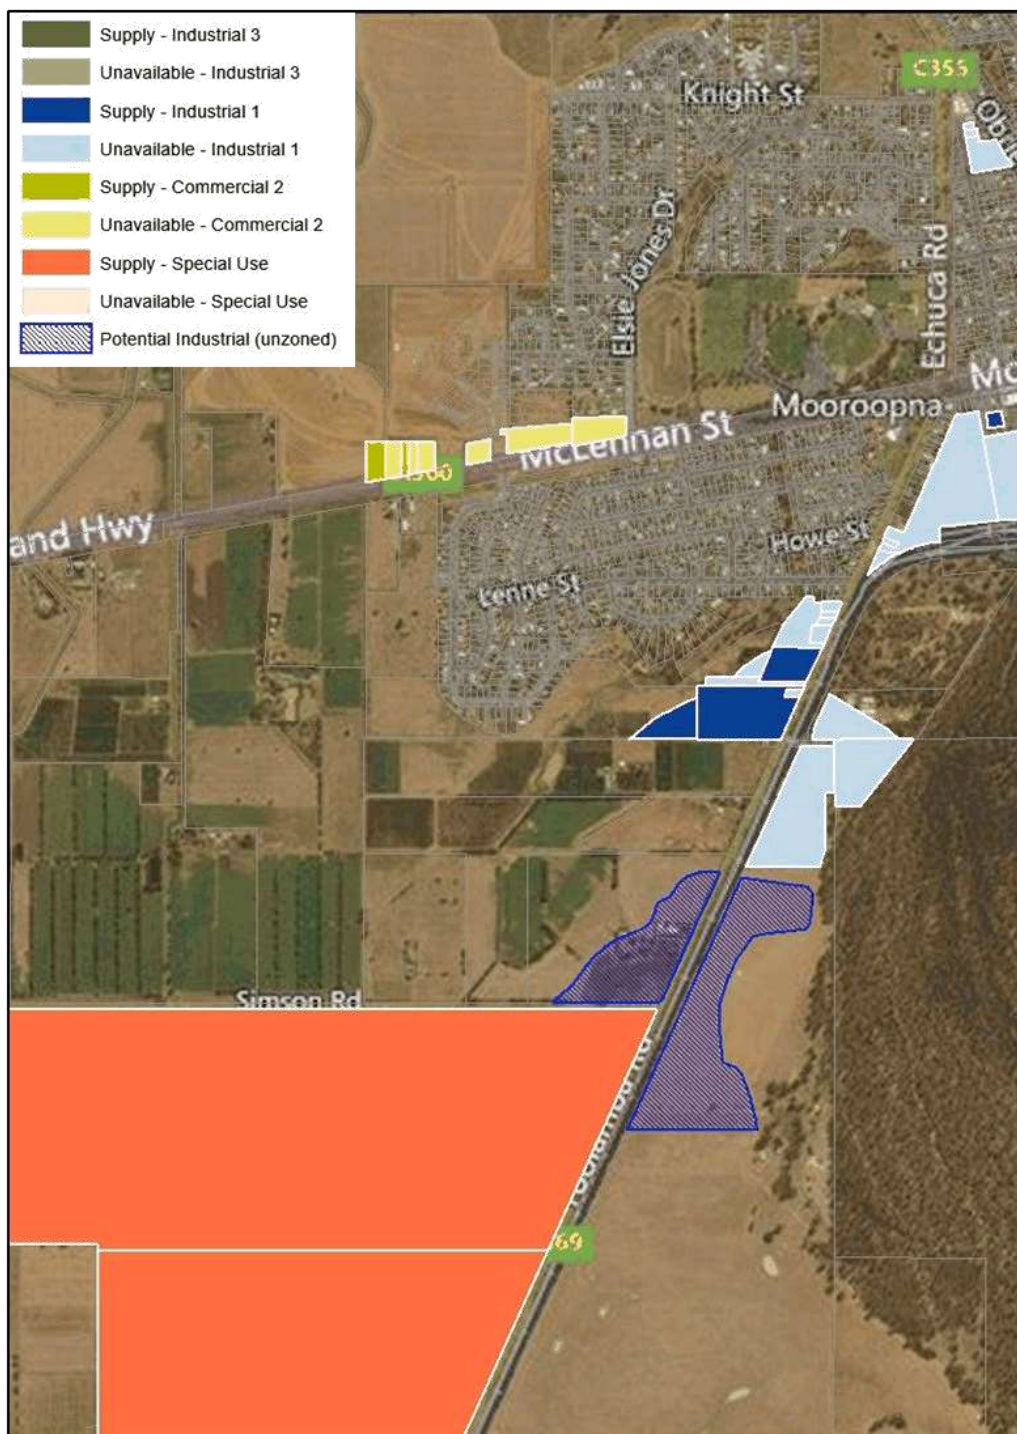 Supply - Industrial 3
Unavailable - Industrial 3
Supply - Industrial 1
Unavailable - Industrial 1
Supply - Commercial 2
Unavailable - Commercial 2
Supply - Special Use
Unavailable - Special Use
Potential Industrial (unzoned)
C355
Knight St
Elsie Jones Dr
Echuca Rd
Mooroopna
McLennan St
and Hwy
Howe St
Lenne St
Simson Rd
69